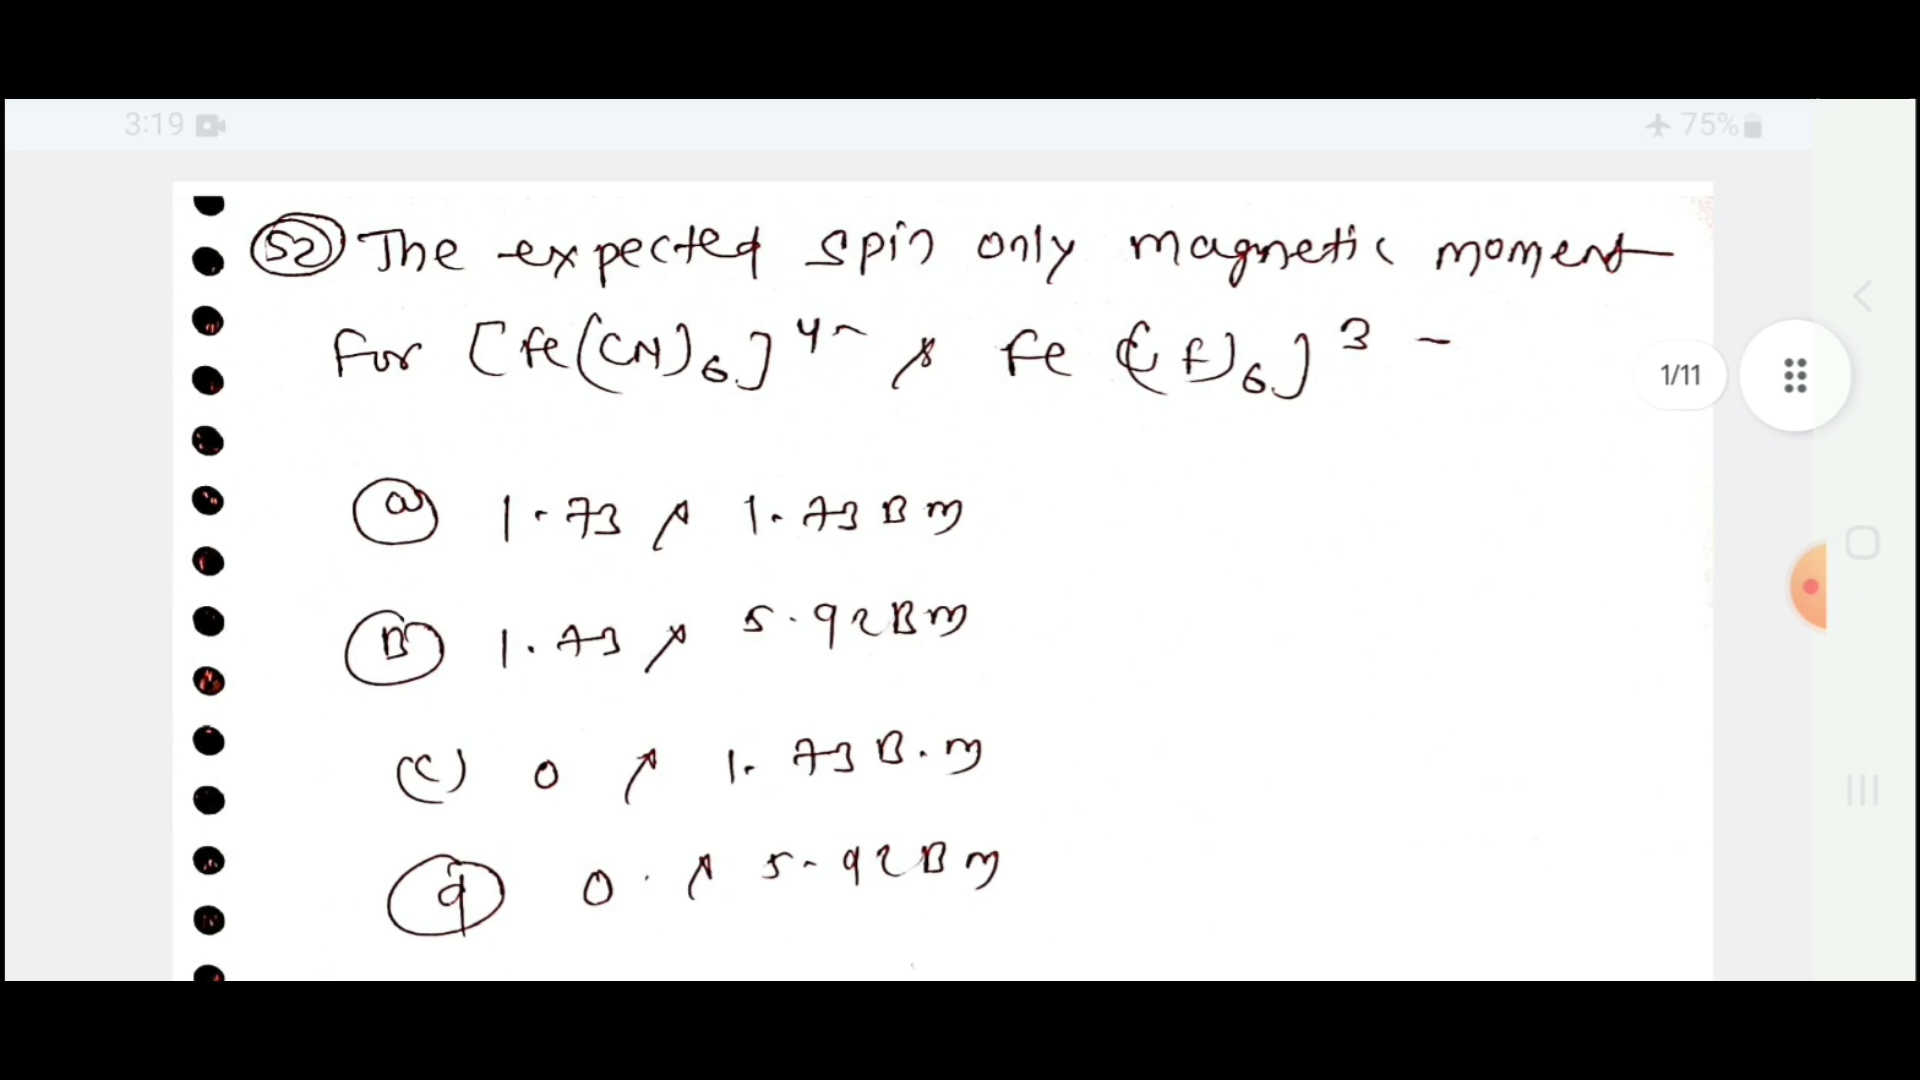 3:19
75%
52 The expected spin only magnetic moment
for [Fe(CN)6]4- & Fe (F)6]3-
1/11
(a) 1.73 & 1.73 BM
(B) 1.73 & 5.92 BM
(C) 0 & 1.73 B.M
(d) 0. & 5.92 BM